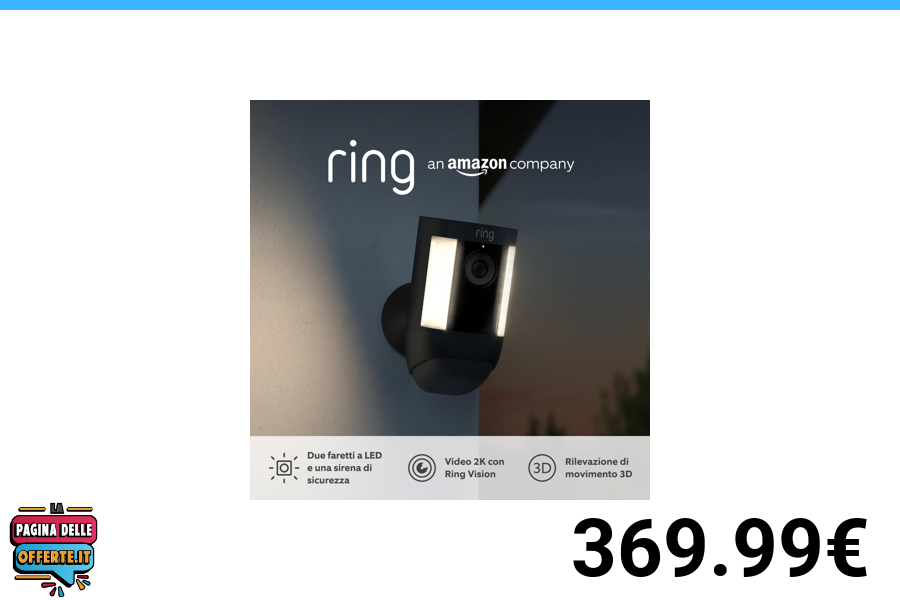 ring an amazon company
ring
Due faretti a LED
e una sirena di
sicurezza
Video 2K con
Ring Vision
3D
Rilevazione di
movimento 3D
LA
PAGINA DELLE
OFFERTE.IT
369.99€